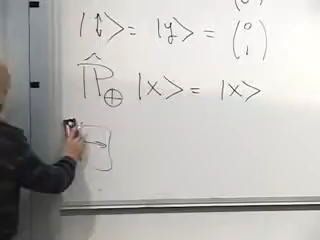 |↕⟩ = |y⟩ = (0 1)
P̂⊕ |x⟩ = |x⟩